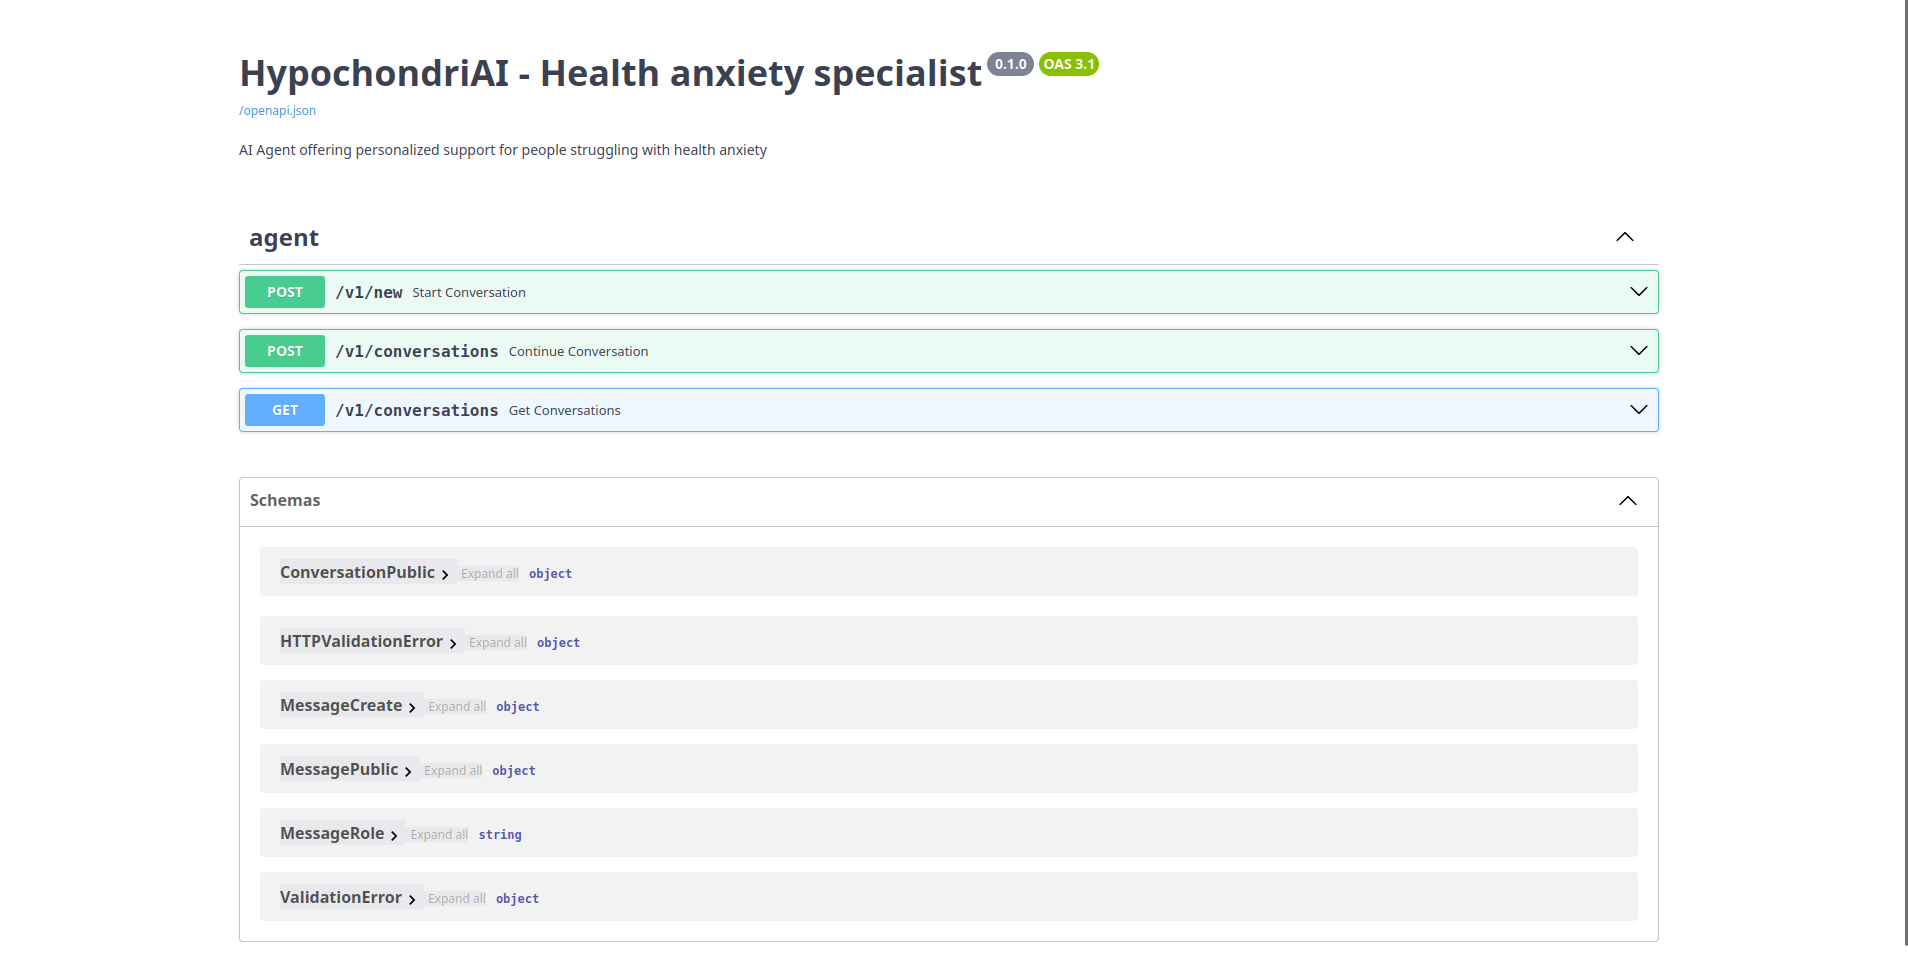 HypochondriAI - Health anxiety specialist 0.1.0 OAS 3.1
/openapi.json
AI Agent offering personalized support for people struggling with health anxiety
agent
POST /v1/new Start Conversation
POST /v1/conversations Continue Conversation
GET /v1/conversations Get Conversations
Schemas
ConversationPublic Expand all object
HTTPValidationError Expand all object
MessageCreate Expand all object
MessagePublic Expand all object
MessageRole Expand all string
ValidationError Expand all object